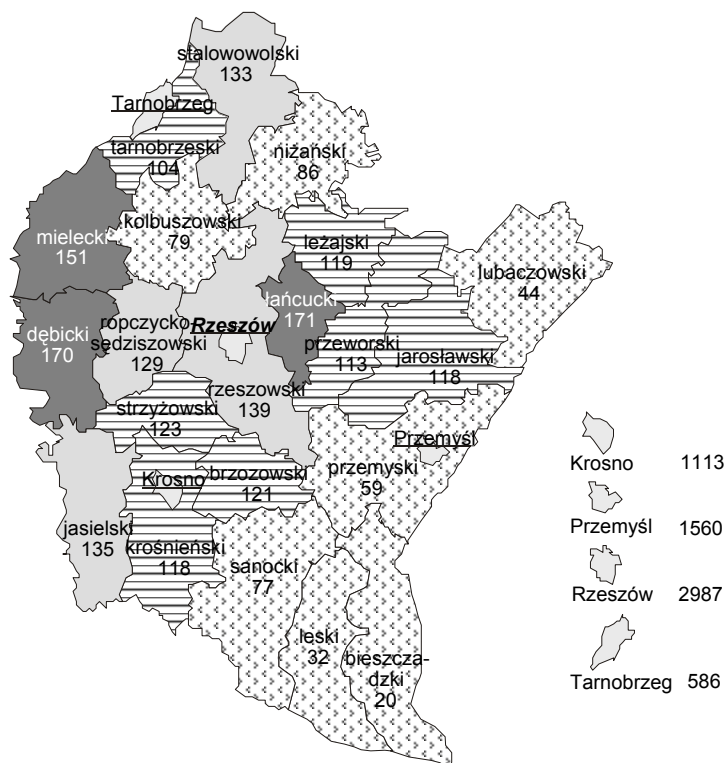 stalowowolski
133
Tarnobrzeg
tarnobrzeski
104
niżański
86
kolbuszowski
79
mielecki
151
leżajski
119
lubaczowski
44
łańcucki
171
dębicki
170
ropczycko-
sędziszowski
129
Rzeszów
przeworski
113
jarosławski
118
rzeszowski
139
strzyżowski
123
Przemyśl
przemyski
59
Krosno
brzozowski
121
jasielski
135
krośnieński
118
sanocki
77
leski
32
bieszcza-
dzki
20
Krosno 1113
Przemyśl 1560
Rzeszów 2987
Tarnobrzeg 586